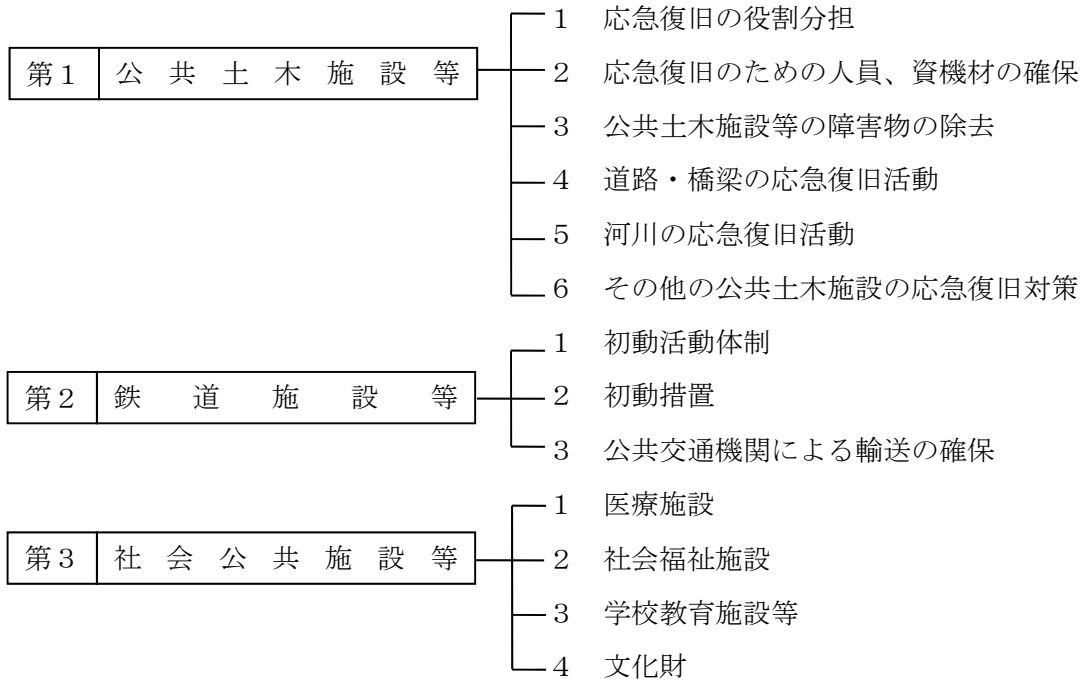 第１ 公共土木施設等
１ 応急復旧の役割分担
２ 応急復旧のための人員、資機材の確保
３ 公共土木施設等の障害物の除去
４ 道路・橋梁の応急復旧活動
５ 河川の応急復旧活動
６ その他の公共土木施設の応急復旧対策
第２ 鉄道施設等
１ 初動活動体制
２ 初動措置
３ 公共交通機関による輸送の確保
第３ 社会公共施設等
１ 医療施設
２ 社会福祉施設
３ 学校教育施設等
４ 文化財